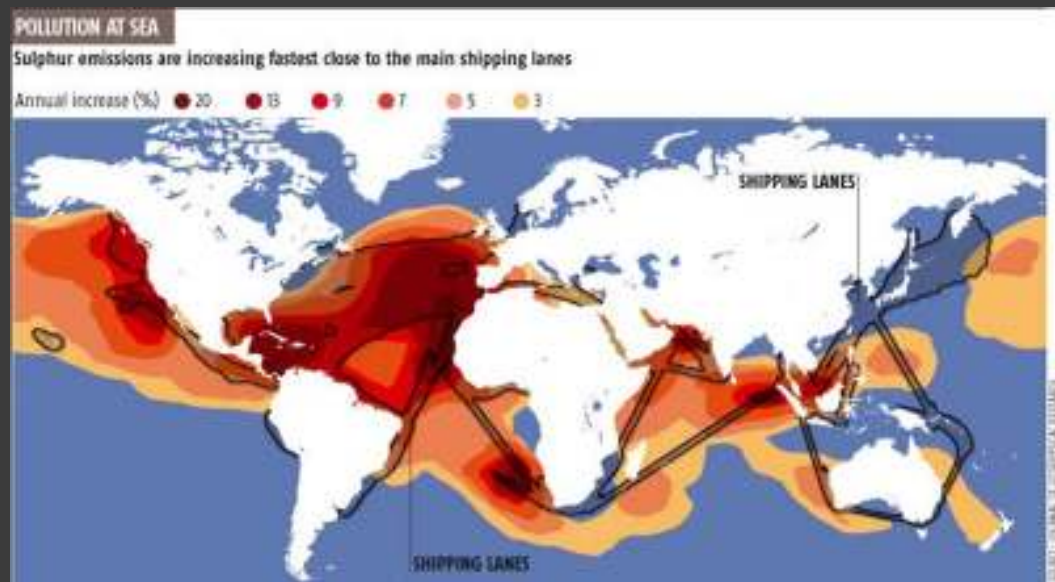 POLLUTION AT SEA
Sulphur emissions are increasing fastest close to the main shipping lanes
Annual increase (%) 20 13 9 7 5 3
SHIPPING LANES
SHIPPING LANES